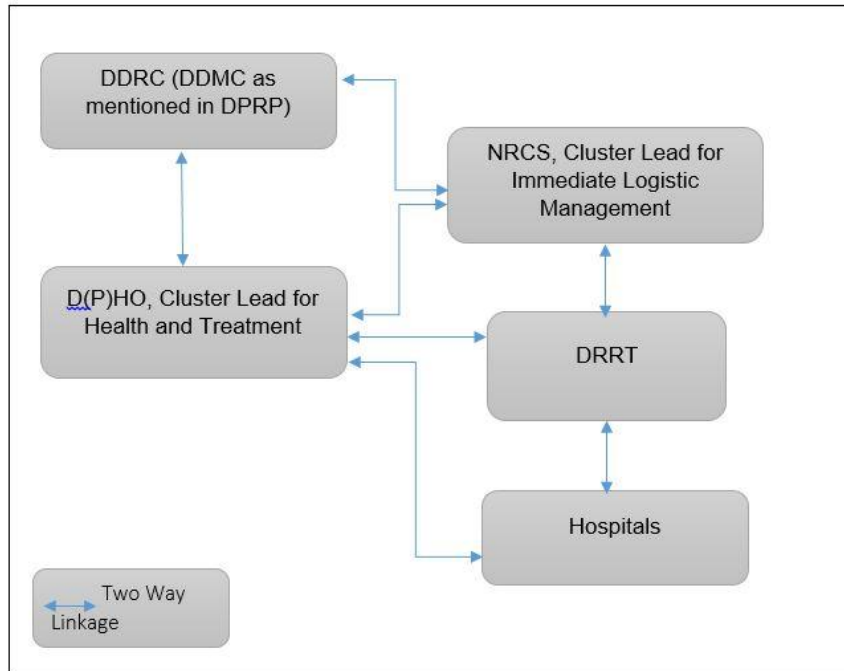 DDRC (DDMC as
mentioned in DPRP)
NRCS, Cluster Lead for
Immediate Logistic
Management
D(P)HO, Cluster Lead for
Health and Treatment
DRRT
Hospitals
Two Way
Linkage